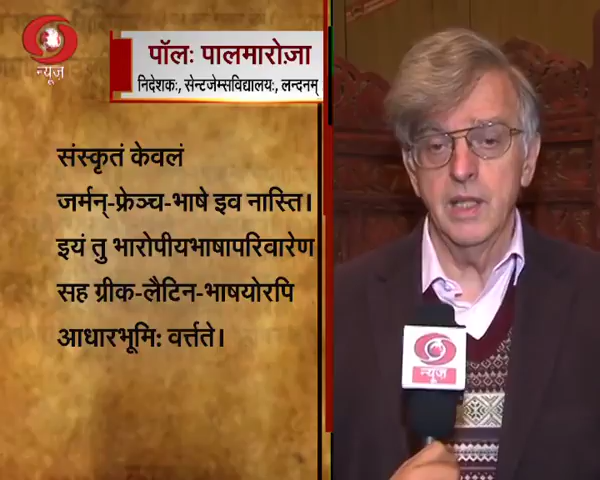 न्यूज़
पॉलः पालमारोजा
निदेशकः, सेन्टजेम्सविद्यालयः, लन्दनम्
संस्कृतं केवलं
जर्मन्-फ्रेञ्च-भाषे इव नास्ति।
इयं तु भारोपीयभाषापरिवारेण
सह ग्रीक-लैटिन-भाषयोरपि
आधारभूमिः वर्त्तते।
न्यूज़